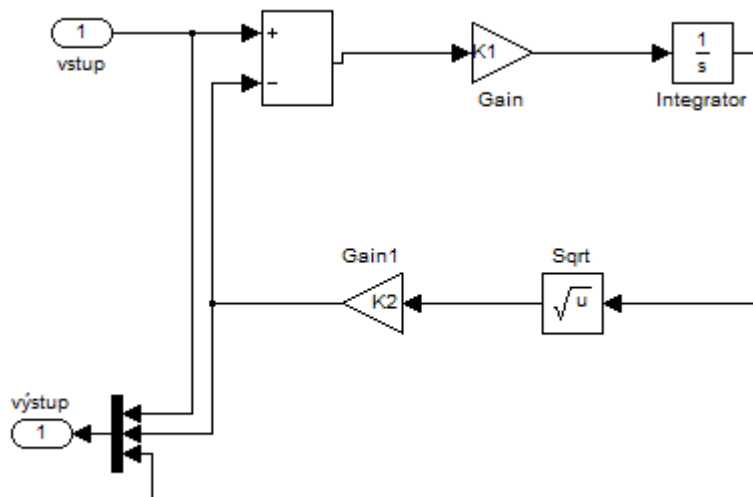 1
vstup
+
−
K1
Gain
1
s
Integrator
Gain1
K2
Sqrt
√u
výstup
1